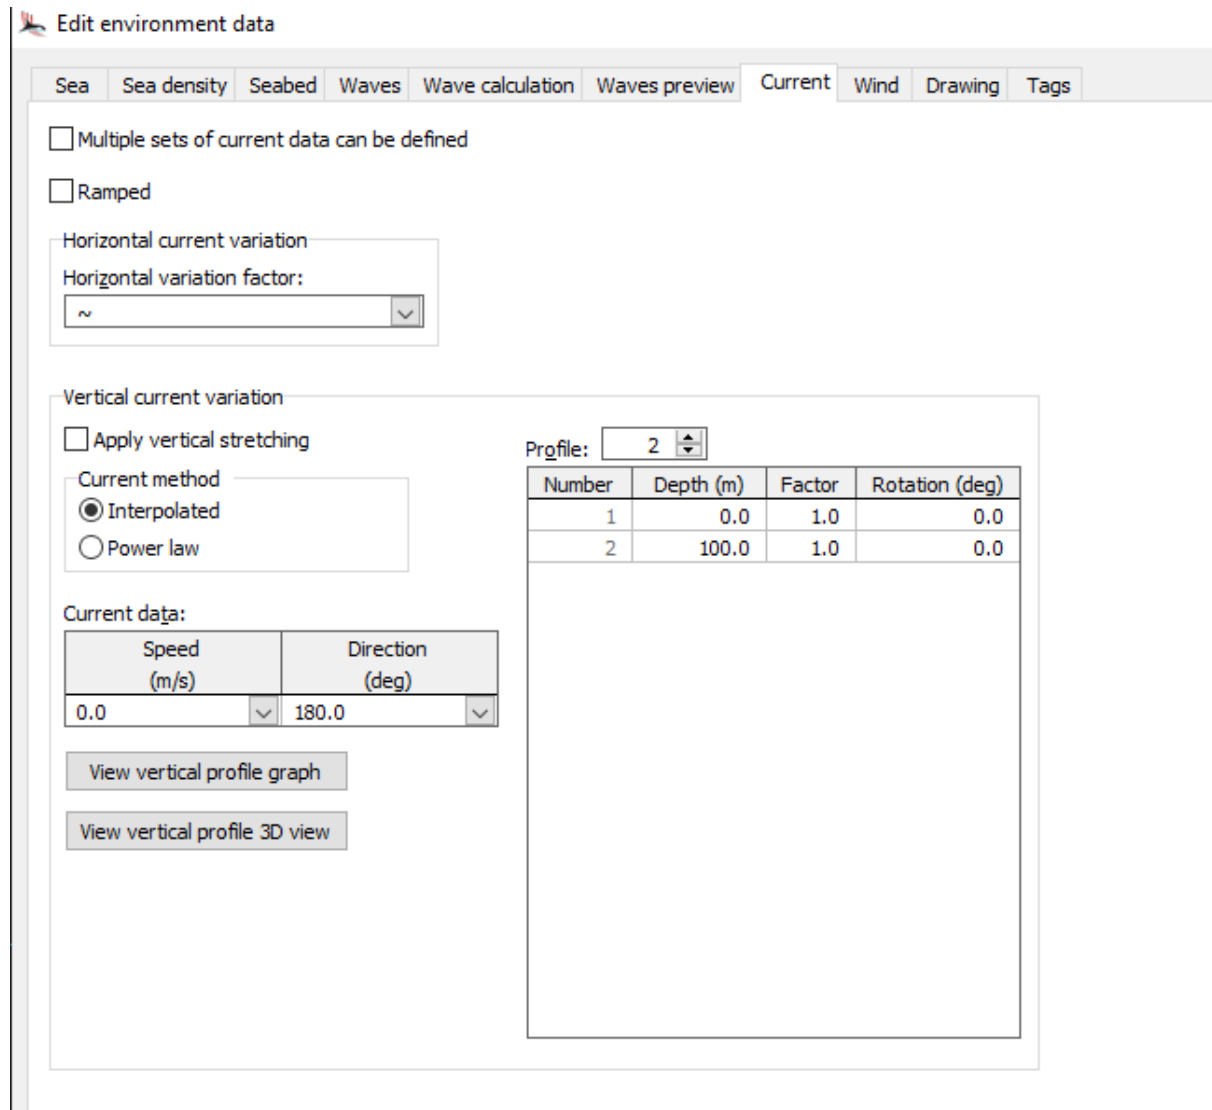 Edit environment data
Sea Sea density Seabed Waves Wave calculation Waves preview Current Wind Drawing Tags
Multiple sets of current data can be defined
Ramped
Horizontal current variation
Horizontal variation factor:
~
Vertical current variation
Apply vertical stretching
Current method
Interpolated
Power law
Current data:
Speed Direction
(m/s) (deg)
0.0 180.0
View vertical profile graph
View vertical profile 3D view
Profile: 2
Number Depth (m) Factor Rotation (deg)
1 0.0 1.0 0.0
2 100.0 1.0 0.0